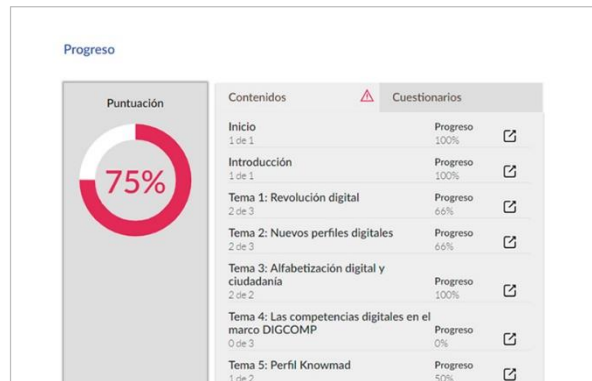 Progreso
Puntuación
75%
Contenidos
Cuestionarios
Inicio
1 de 1
Progreso
100%
Introducción
1 de 1
Progreso
100%
Tema 1: Revolución digital
2 de 3
Progreso
66%
Tema 2: Nuevos perfiles digitales
2 de 3
Progreso
66%
Tema 3: Alfabetización digital y
ciudadanía
2 de 2
Progreso
100%
Tema 4: Las competencias digitales en el
marco DIGCOMP
0 de 3
Progreso
0%
Tema 5: Perfil Knowmad
1 de 2
Progreso
50%